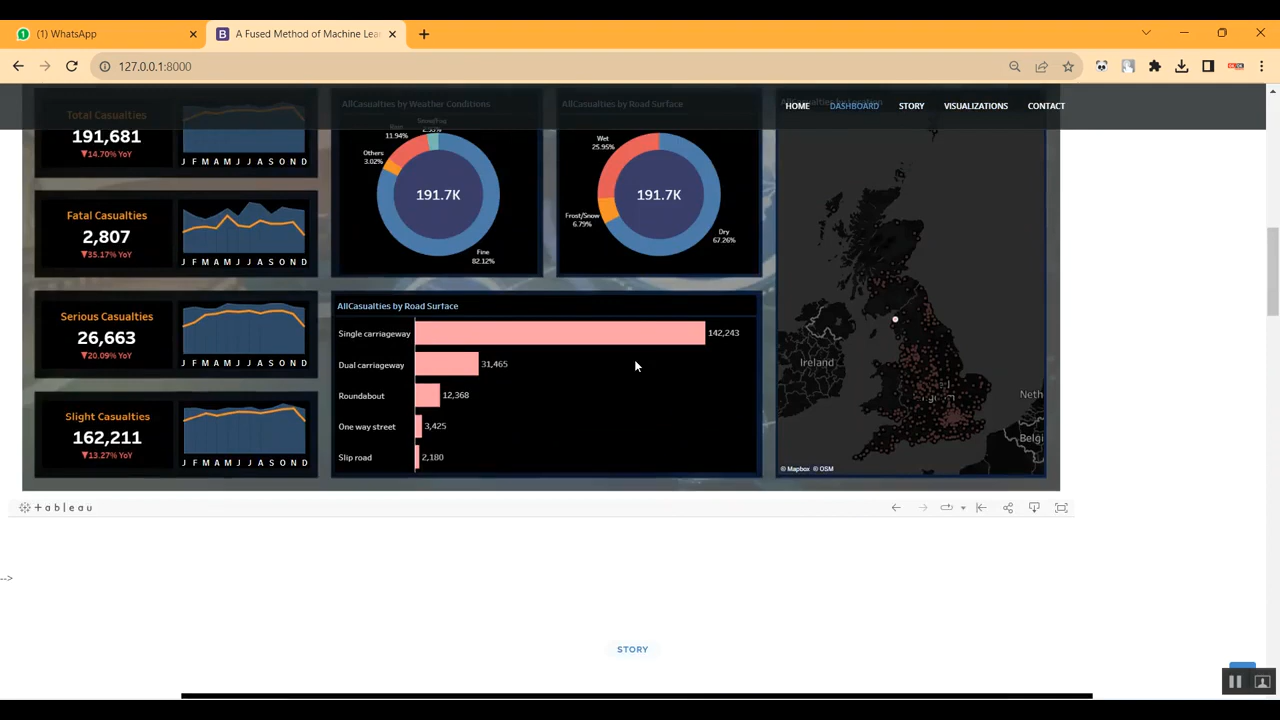 (1) WhatsApp
A Fused Method of Machine Lea
127.0.0.1:8000
HOME
DASHBOARD
STORY
VISUALIZATIONS
CONTACT
Total Casualties
191,681
▼14.70% YoY
J F M A M J J A S O N D
Fatal Casualties
2,807
▼35.17% YoY
J F M A M J J A S O N D
Serious Casualties
26,663
▼20.09% YoY
J F M A M J J A S O N D
Slight Casualties
162,211
▼13.27% YoY
J F M A M J J A S O N D
AllCasualties by Weather Conditions
Snow/Fog
Rain
11.94%
Others
3.02%
191.7K
Fine
82.12%
AllCasualties by Road Surface
Wet
25.95%
191.7K
Frost/Snow
6.79%
Dry
67.26%
AllCasualties by Road Surface
Single carriageway 142,243
Dual carriageway 31,465
Roundabout 12,368
One way street 3,425
Slip road 2,180
Ireland
Neth
Belgi
© Mapbox © OSM
+ a b l e a u
-->
STORY